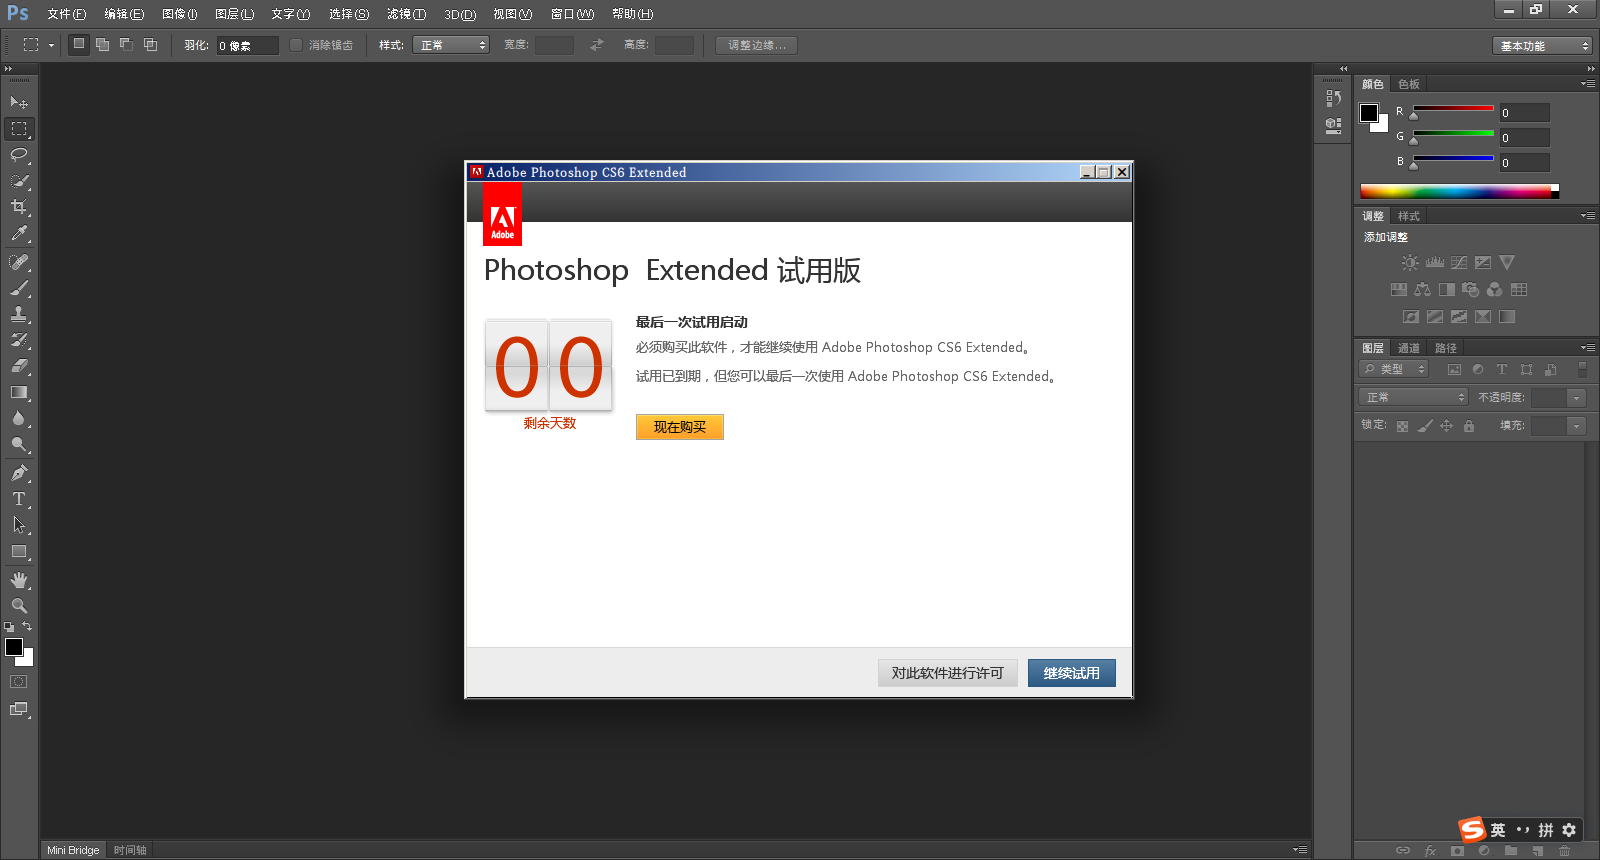 Ps 文件(F) 编辑(E) 图像(I) 图层(L) 文字(Y) 选择(S) 滤镜(T) 3D(D) 视图(V) 窗口(W) 帮助(H)
羽化: 0 像素 消除锯齿 样式: 正常 宽度: 高度: 调整边缘... 基本功能
颜色 色板
R 0
G 0
B 0
调整 样式
添加调整
图层 通道 路径
类型
正常 不透明度:
锁定: 填充:
Adobe Photoshop CS6 Extended
Adobe
Photoshop Extended 试用版
00
剩余天数
最后一次试用启动
必须购买此软件，才能继续使用 Adobe Photoshop CS6 Extended。
试用已到期，但您可以最后一次使用 Adobe Photoshop CS6 Extended。
现在购买
对此软件进行许可 继续试用
S 英 拼
Mini Bridge 时间轴
fx